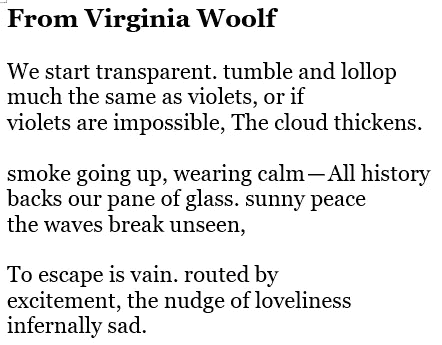 From Virginia Woolf
We start transparent. tumble and lollop
much the same as violets, or if
violets are impossible, The cloud thickens.
smoke going up, wearing calm—All history
backs our pane of glass. sunny peace
the waves break unseen,
To escape is vain. routed by
excitement, the nudge of loveliness
infernally sad.